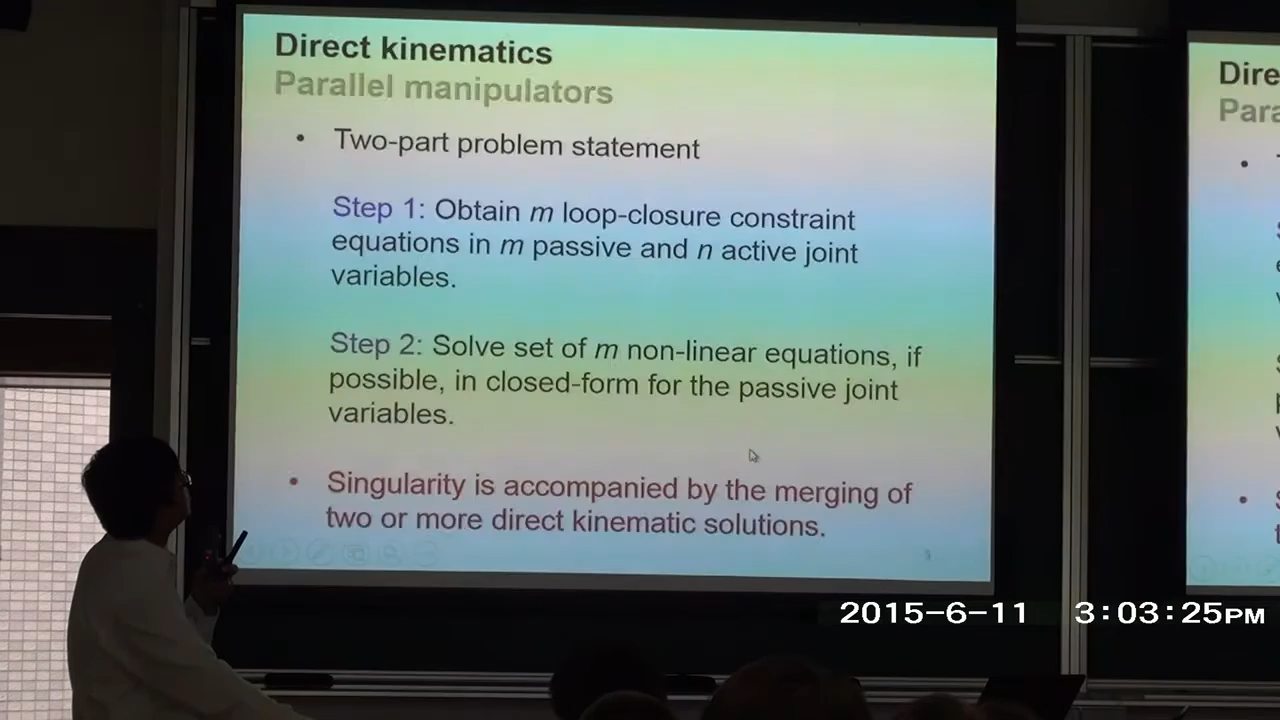 Direct kinematics
Parallel manipulators
• Two-part problem statement
Step 1: Obtain m loop-closure constraint
equations in m passive and n active joint
variables.
Step 2: Solve set of m non-linear equations, if
possible, in closed-form for the passive joint
variables.
• Singularity is accompanied by the merging of
two or more direct kinematic solutions.
5
2015-6-11 3:03:25PM
Dire
Para